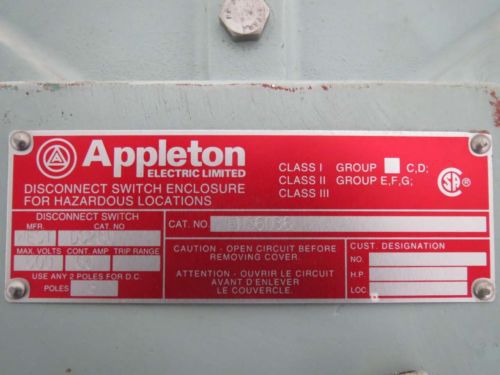 Appleton
ELECTRIC LIMITED
DISCONNECT SWITCH ENCLOSURE
FOR HAZARDOUS LOCATIONS
CLASS I GROUP C,D;
CLASS II GROUP E,F,G;
CLASS III
DISCONNECT SWITCH
MFR.
CAT. NO.
MAX. VOLTS CONT. AMP TRIP RANGE
USE ANY 2 POLES FOR D.C.
POLES
CAUTION - OPEN CIRCUIT BEFORE
REMOVING COVER.
ATTENTION - OUVRIR LE CIRCUIT
AVANT D'ENLEVER
LE COUVERCLE.
CUST. DESIGNATION
NO.
H.P.
LOC.